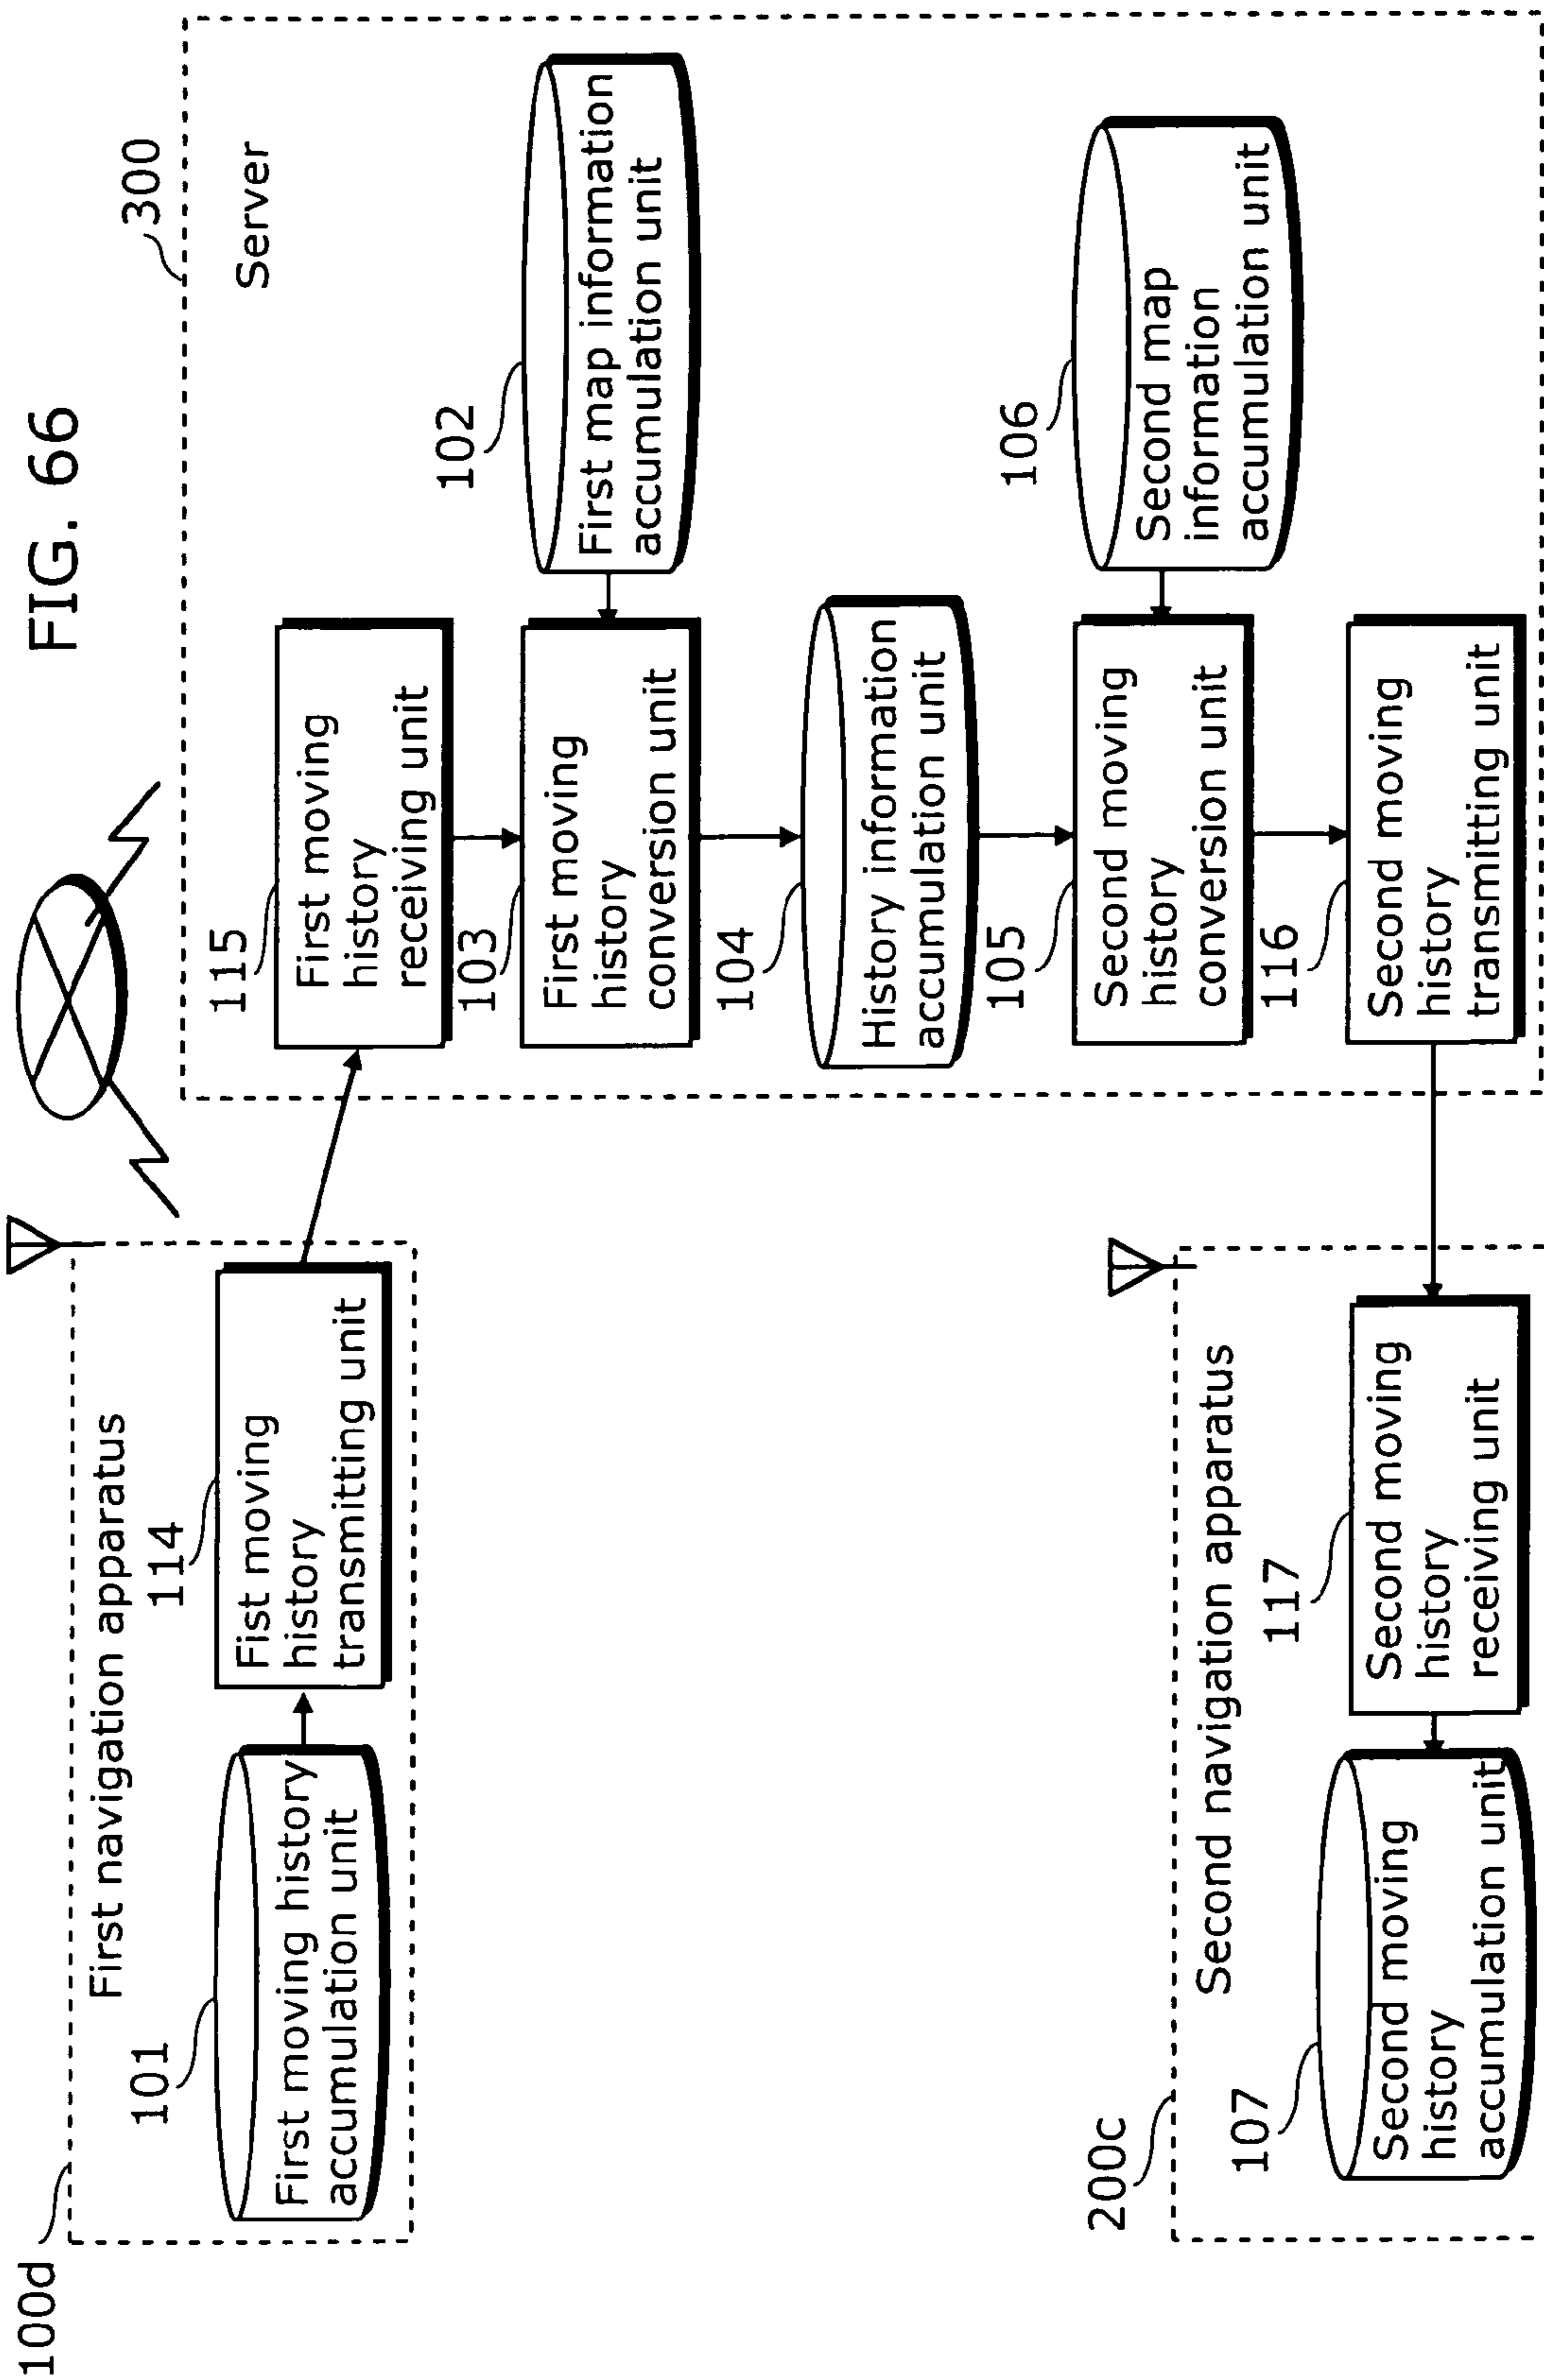 FIG. 66
100d
First navigation apparatus
101
First moving history
accumulation unit
114
Fist moving
history
transmitting unit
300
Server
115
First moving
history
receiving unit
102
First map information
accumulation unit
103
First moving
history
conversion unit
104
History information
accumulation unit
106
Second map
information
accumulation unit
105
Second moving
history
conversion unit
116
Second moving
history
transmitting unit
200c
Second navigation apparatus
107
Second moving
history
accumulation unit
117
Second moving
history
receiving unit